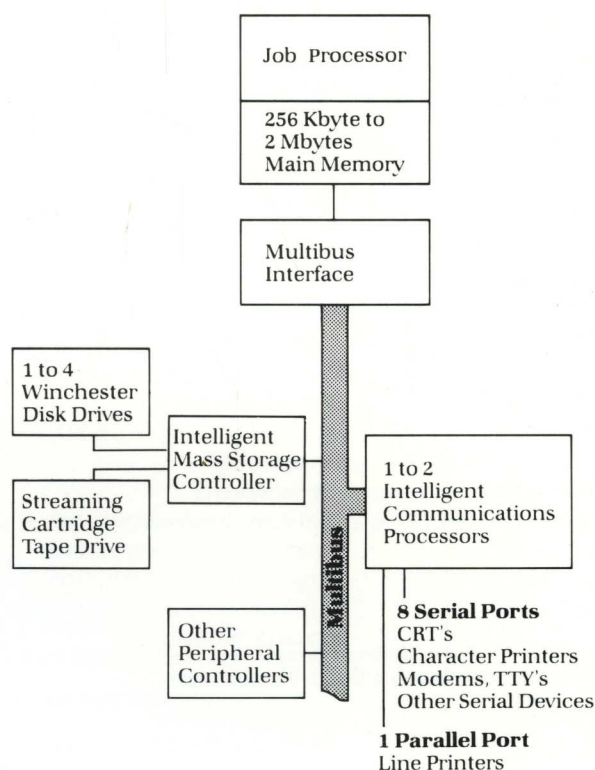 Job Processor
256 Kbyte to
2 Mbytes
Main Memory
Multibus
Interface
1 to 4
Winchester
Disk Drives
Intelligent
Mass Storage
Controller
Streaming
Cartridge
Tape Drive
1 to 2
Intelligent
Communications
Processors
Multibus
Other
Peripheral
Controllers
8 Serial Ports
CRT's
Character Printers
Modems, TTY's
Other Serial Devices
1 Parallel Port
Line Printers